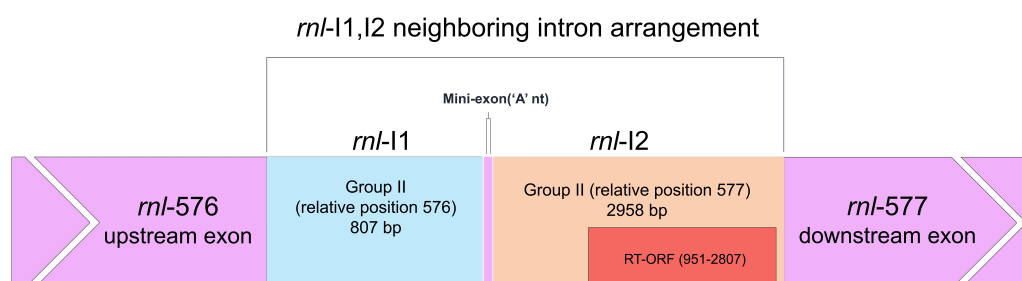 rnl-I1,I2 neighboring intron arrangement
Mini-exon(‘A’ nt)
rnl-I1
rnl-I2
rnl-576
upstream exon
Group II
(relative position 576)
807 bp
Group II (relative position 577)
2958 bp
RT-ORF (951-2807)
rnl-577
downstream exon